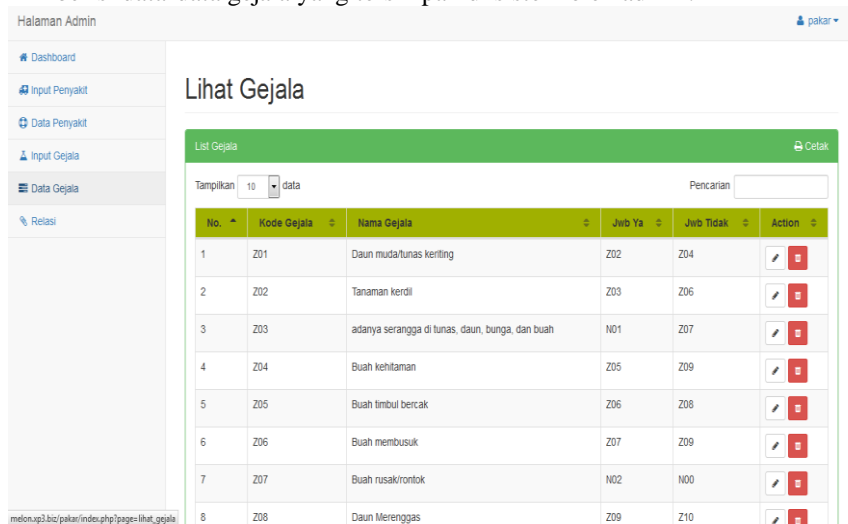 Halaman Admin
pakar
Dashboard
Input Penyakit
Data Penyakit
Input Gejala
Data Gejala
Relasi
Lihat Gejala
List Gejala Cetak
Tampilkan 10 data Pencarian
No. Kode Gejala Nama Gejala Jwb Ya Jwb Tidak Action
1 Z01 Daun muda/tunas keriting Z02 Z04
2 Z02 Tanaman kerdil Z03 Z06
3 Z03 adanya serangga di tunas, daun, bunga, dan buah N01 Z07
4 Z04 Buah kehitaman Z05 Z09
5 Z05 Buah timbul bercak Z06 Z08
6 Z06 Buah membusuk Z07 Z09
7 Z07 Buah rusak/rontok N02 N00
8 Z08 Daun Merenggas Z09 Z10
melon.xp3.biz/pakar/index.php?page=lihat_gejala